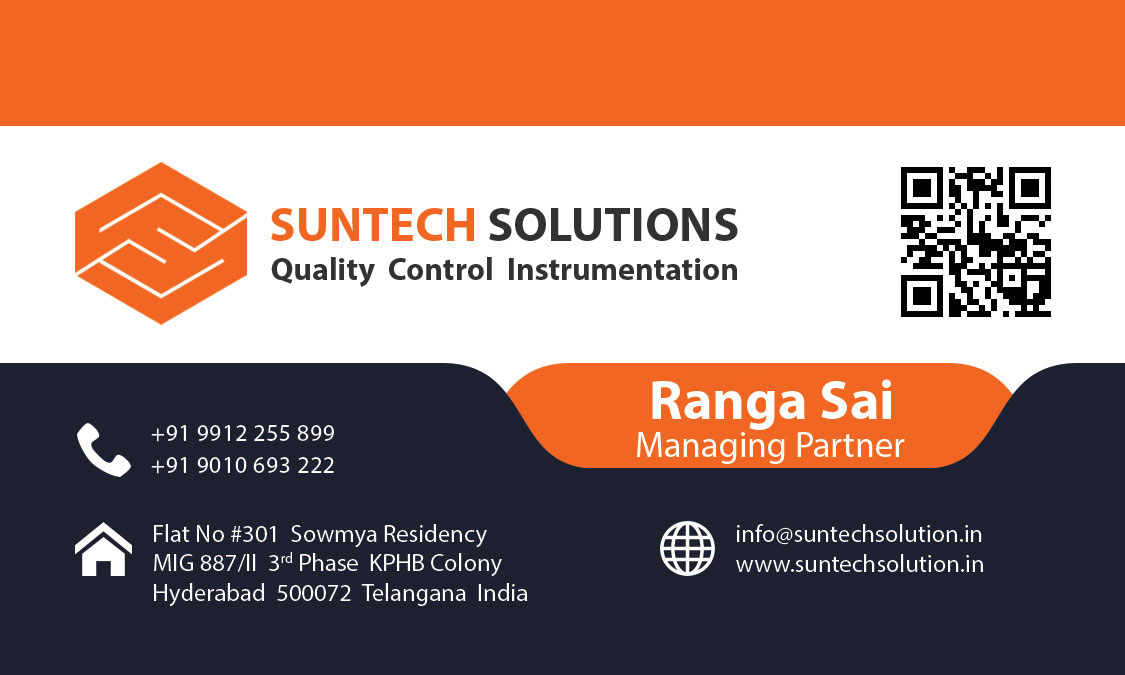 SUNTECH SOLUTIONS
Quality Control Instrumentation
Ranga Sai
Managing Partner
+91 9912 255 899
+91 9010 693 222
Flat No #301 Sowmya Residency
MIG 887/II 3rd Phase KPHB Colony
Hyderabad 500072 Telangana India
info@suntechsolution.in
www.suntechsolution.in